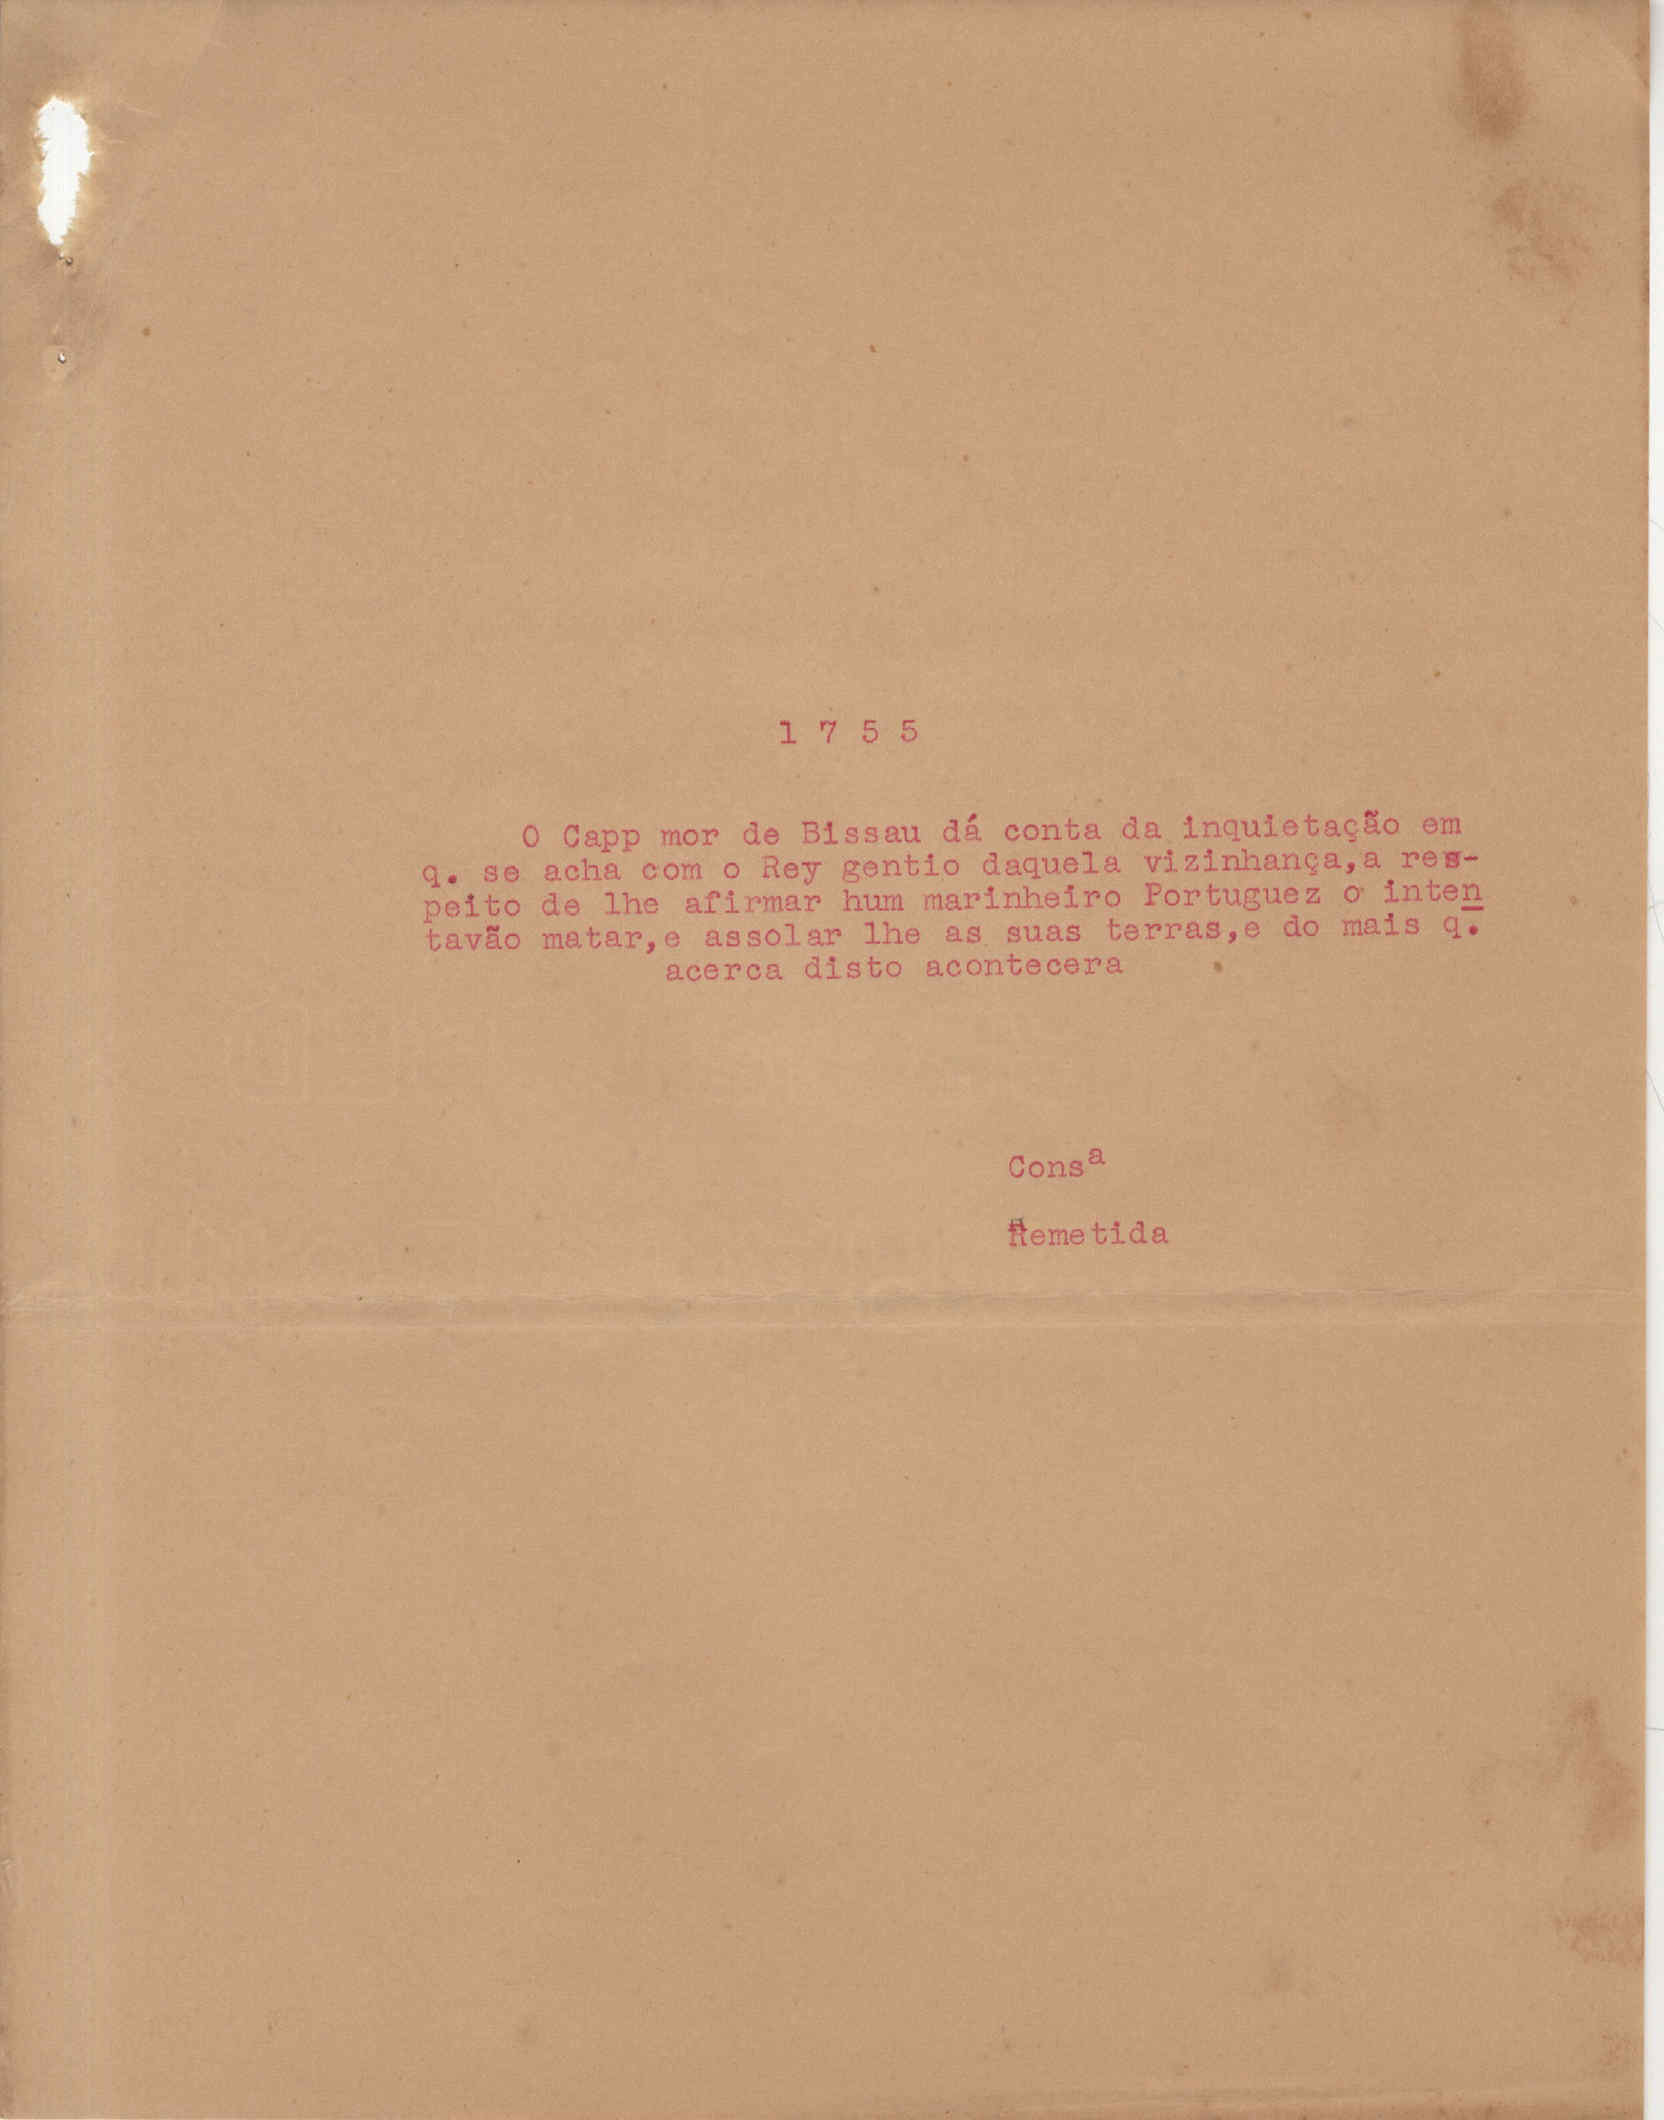 1 7 5 5
O Capp mor de Bissau dá conta da inquietação em
q. se acha com o Rey gentio daquela vizinhança,a res-
peito de lhe afirmar hum marinheiro Portuguez o inten
tavão matar,e assolar lhe as suas terras,e do mais q.
acerca disto acontecera
Consª
Remetida